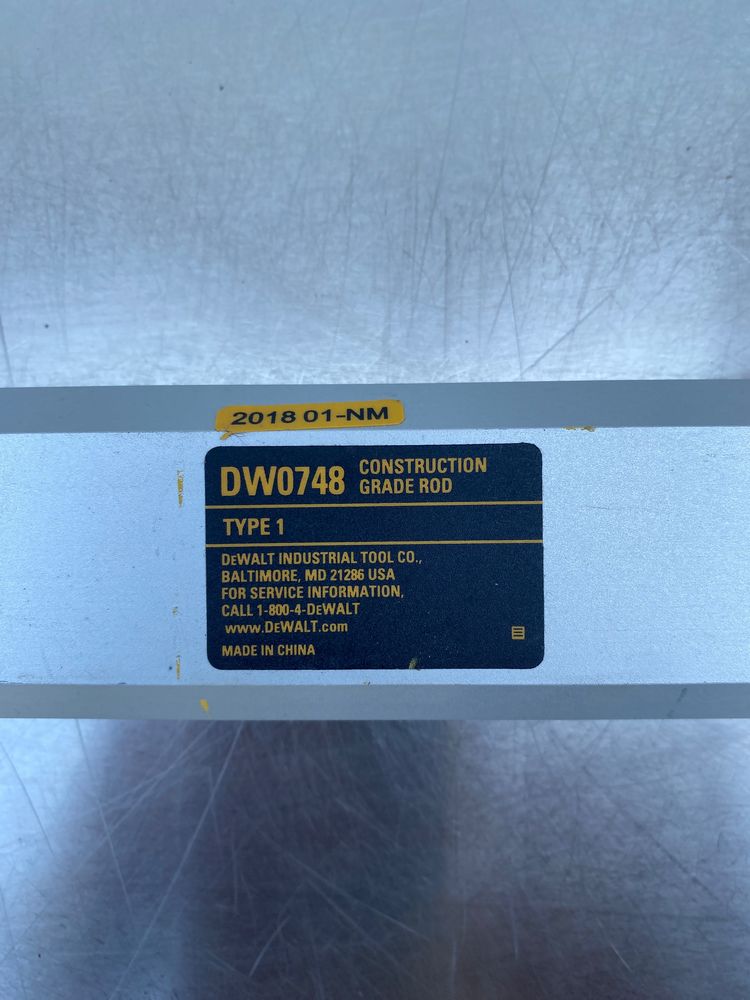 2018 01-NM
DW0748 CONSTRUCTION
GRADE ROD
TYPE 1
DEWALT INDUSTRIAL TOOL CO.,
BALTIMORE, MD 21286 USA
FOR SERVICE INFORMATION,
CALL 1-800-4-DEWALT
www.DEWALT.com
MADE IN CHINA